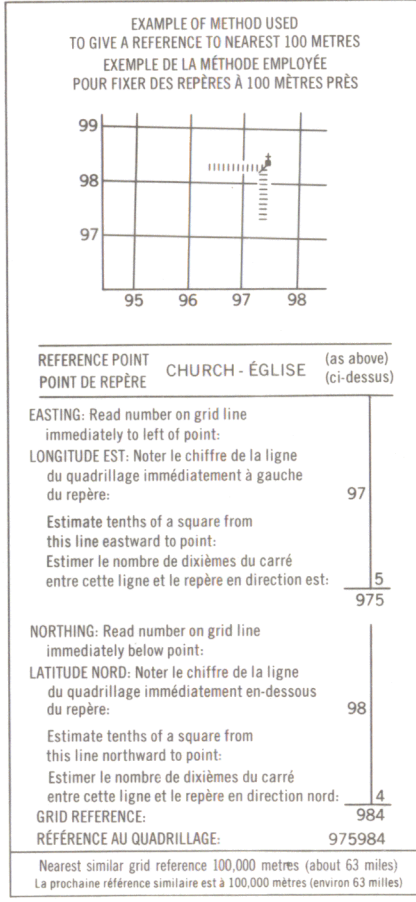 EXAMPLE OF METHOD USED
TO GIVE A REFERENCE TO NEAREST 100 METRES
EXEMPLE DE LA MÉTHODE EMPLOYÉE
POUR FIXER DES REPÈRES À 100 MÈTRES PRÈS
99
98
97
95 96 97 98
REFERENCE POINT
POINT DE REPÈRE
CHURCH - ÉGLISE
(as above)
(ci-dessus)
EASTING: Read number on grid line
immediately to left of point:
LONGITUDE EST: Noter le chiffre de la ligne
du quadrillage immédiatement à gauche
du repère: 97
Estimate tenths of a square from
this line eastward to point:
Estimer le nombre de dixièmes du carré
entre cette ligne et le repère en direction est: 5
975
NORTHING: Read number on grid line
immediately below point:
LATITUDE NORD: Noter le chiffre de la ligne
du quadrillage immédiatement en-dessous
du repère: 98
Estimate tenths of a square from
this line northward to point:
Estimer le nombre de dixièmes du carré
entre cette ligne et le repère en direction nord: 4
GRID REFERENCE: 984
RÉFÉRENCE AU QUADRILLAGE: 975984
Nearest similar grid reference 100,000 metres (about 63 miles)
La prochaine référence similaire est à 100,000 mètres (environ 63 milles)